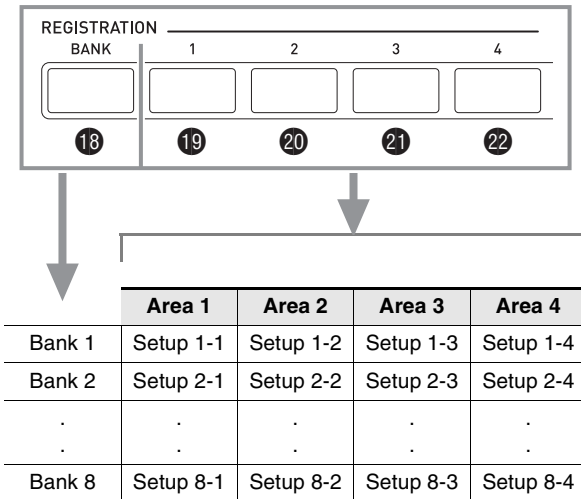 REGISTRATION
BANK 1 2 3 4
18 19 20 21 22
Area 1 Area 2 Area 3 Area 4
Bank 1 Setup 1-1 Setup 1-2 Setup 1-3 Setup 1-4
Bank 2 Setup 2-1 Setup 2-2 Setup 2-3 Setup 2-4
. . . . .
. . . . .
Bank 8 Setup 8-1 Setup 8-2 Setup 8-3 Setup 8-4